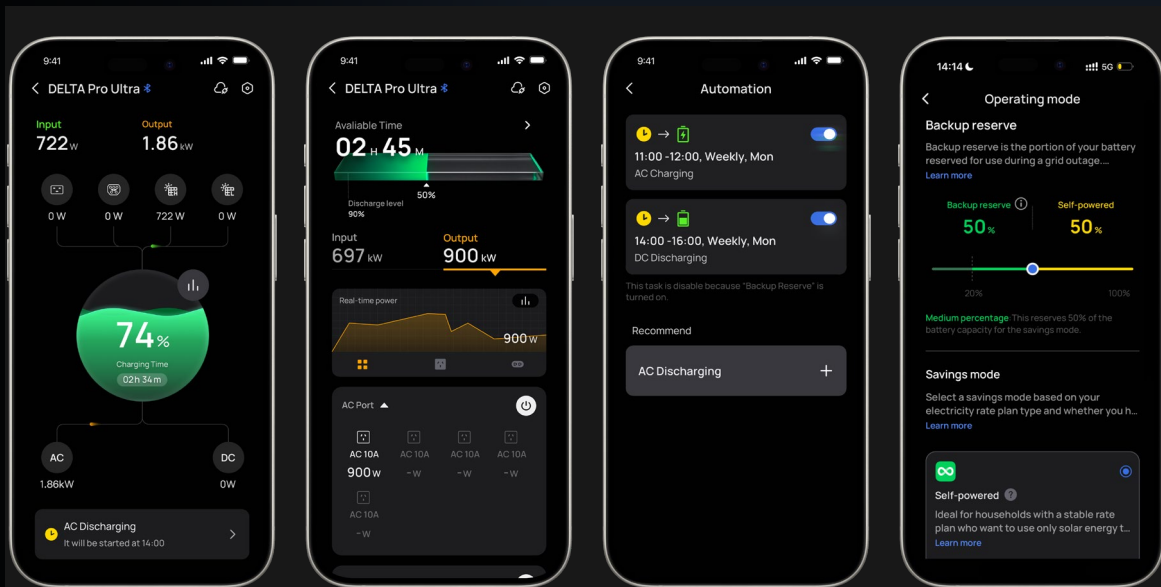 9:41
DELTA Pro Ultra
Input
Output
722 W
1.86 kW
0 W
0 W
722 W
0 W
74 %
Charging Time
02h 34m
AC
DC
1.86kW
0W
AC Discharging
It will be started at 14:00
9:41
DELTA Pro Ultra
Avaliable Time
02 H 45 M
50%
Discharge level
90%
Input
Output
697 kW
900 kW
Real-time power
900 W
AC Port
AC 10A
AC 10A
AC 10A
AC 10A
900 W
- W
- W
- W
AC 10A
- W
9:41
Automation
11:00 -12:00, Weekly, Mon
AC Charging
14:00 -16:00, Weekly, Mon
DC Discharging
This task is disable because "Backup Reserve" is
turned on.
Recommend
AC Discharging
14:14
5G
Operating mode
Backup reserve
Backup reserve is the portion of your battery
reserved for use during a grid outage....
Learn more
Backup reserve
Self-powered
50 %
50 %
20%
100%
Medium percentage: This reserves 50% of the
battery capacity for the savings mode.
Savings mode
Select a savings mode based on your
electricity rate plan type and whether you h...
Learn more
Self-powered
Ideal for households with a stable rate
plan who want to use only solar energy t...
Learn more